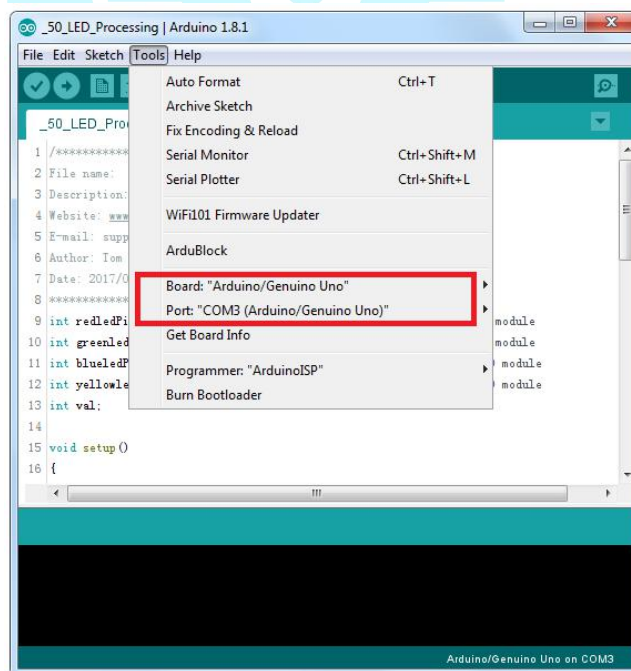 _50_LED_Processing | Arduino 1.8.1
File Edit Sketch Tools Help
Auto Format Ctrl+T
Archive Sketch
_50_LED_Pro
Fix Encoding & Reload
1 /***********
Serial Monitor Ctrl+Shift+M
2 File name:
Serial Plotter Ctrl+Shift+L
3 Description:
4 Website: www
WiFi101 Firmware Updater
5 E-mail: supp
6 Author: Tom
ArduBlock
7 Date: 2017/0
Board: "Arduino/Genuino Uno"
8 ************
Port: "COM3 (Arduino/Genuino Uno)"
9 int redledPi module
Get Board Info
10 int greenled module
11 int blueledP module
Programmer: "ArduinoISP"
12 int yellowle module
Burn Bootloader
13 int val;
14
15 void setup()
16 {
Arduino/Genuino Uno on COM3